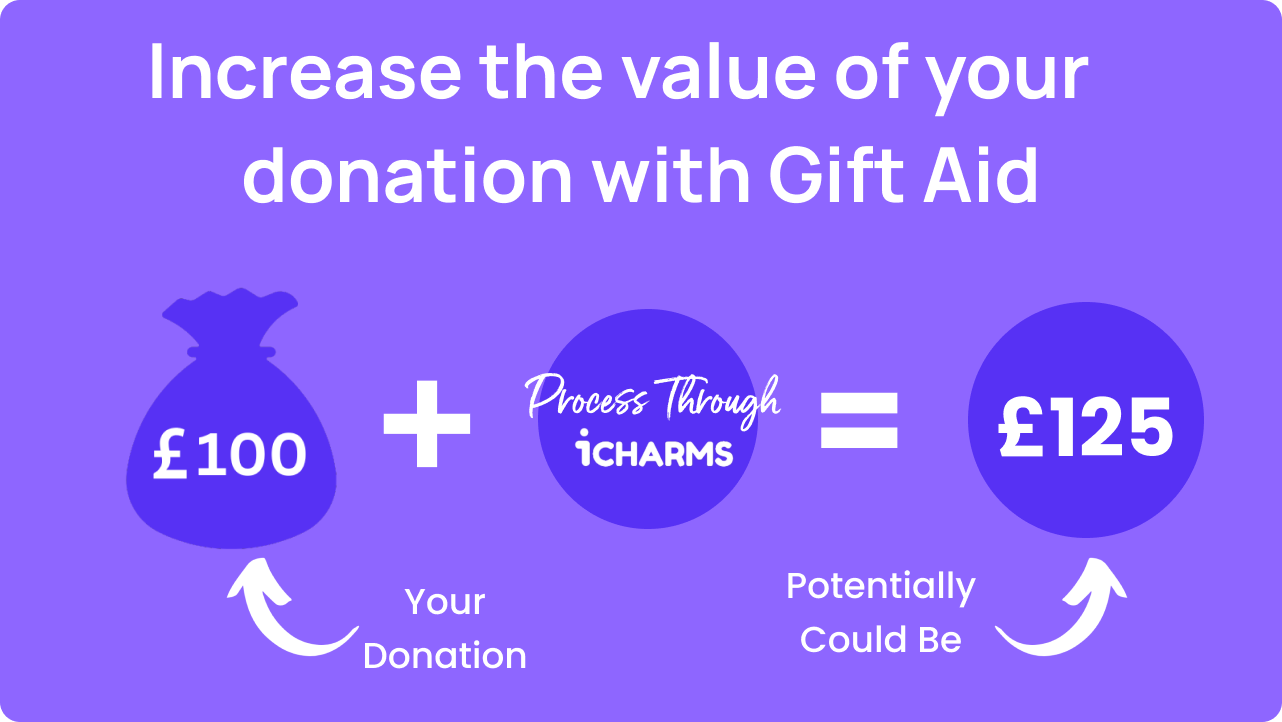 Increase the value of your
donation with Gift Aid
£100
+
Process Through
iCHARMS
=
£125
Your
Donation
Potentially
Could Be